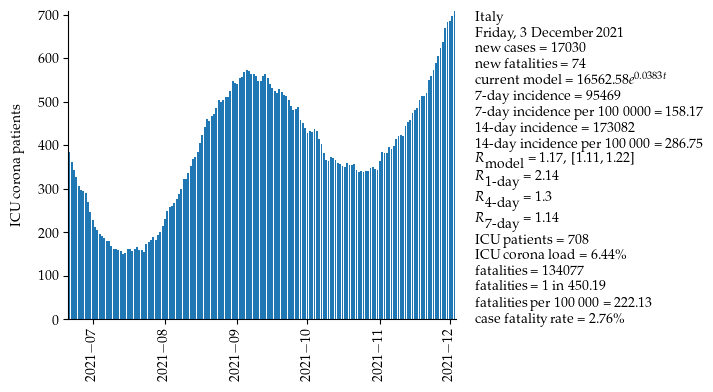 700
600
500
400
300
200
100
0
ICU corona patients
2021−07
2021−08
2021−09
2021−10
2021−11
2021−12
Italy
Friday, 3 December 2021
new cases = 17030
new fatalities = 74
current model = 16562.58e^0.0383t
7-day incidence = 95469
7-day incidence per 100 0000 = 158.17
14-day incidence = 173082
14-day incidence per 100 000 = 286.75
R_model = 1.17, [1.11, 1.22]
R_1-day = 2.14
R_4-day = 1.3
R_7-day = 1.14
ICU patients = 708
ICU corona load = 6.44%
fatalities = 134077
fatalities = 1 in 450.19
fatalities per 100 000 = 222.13
case fatality rate = 2.76%